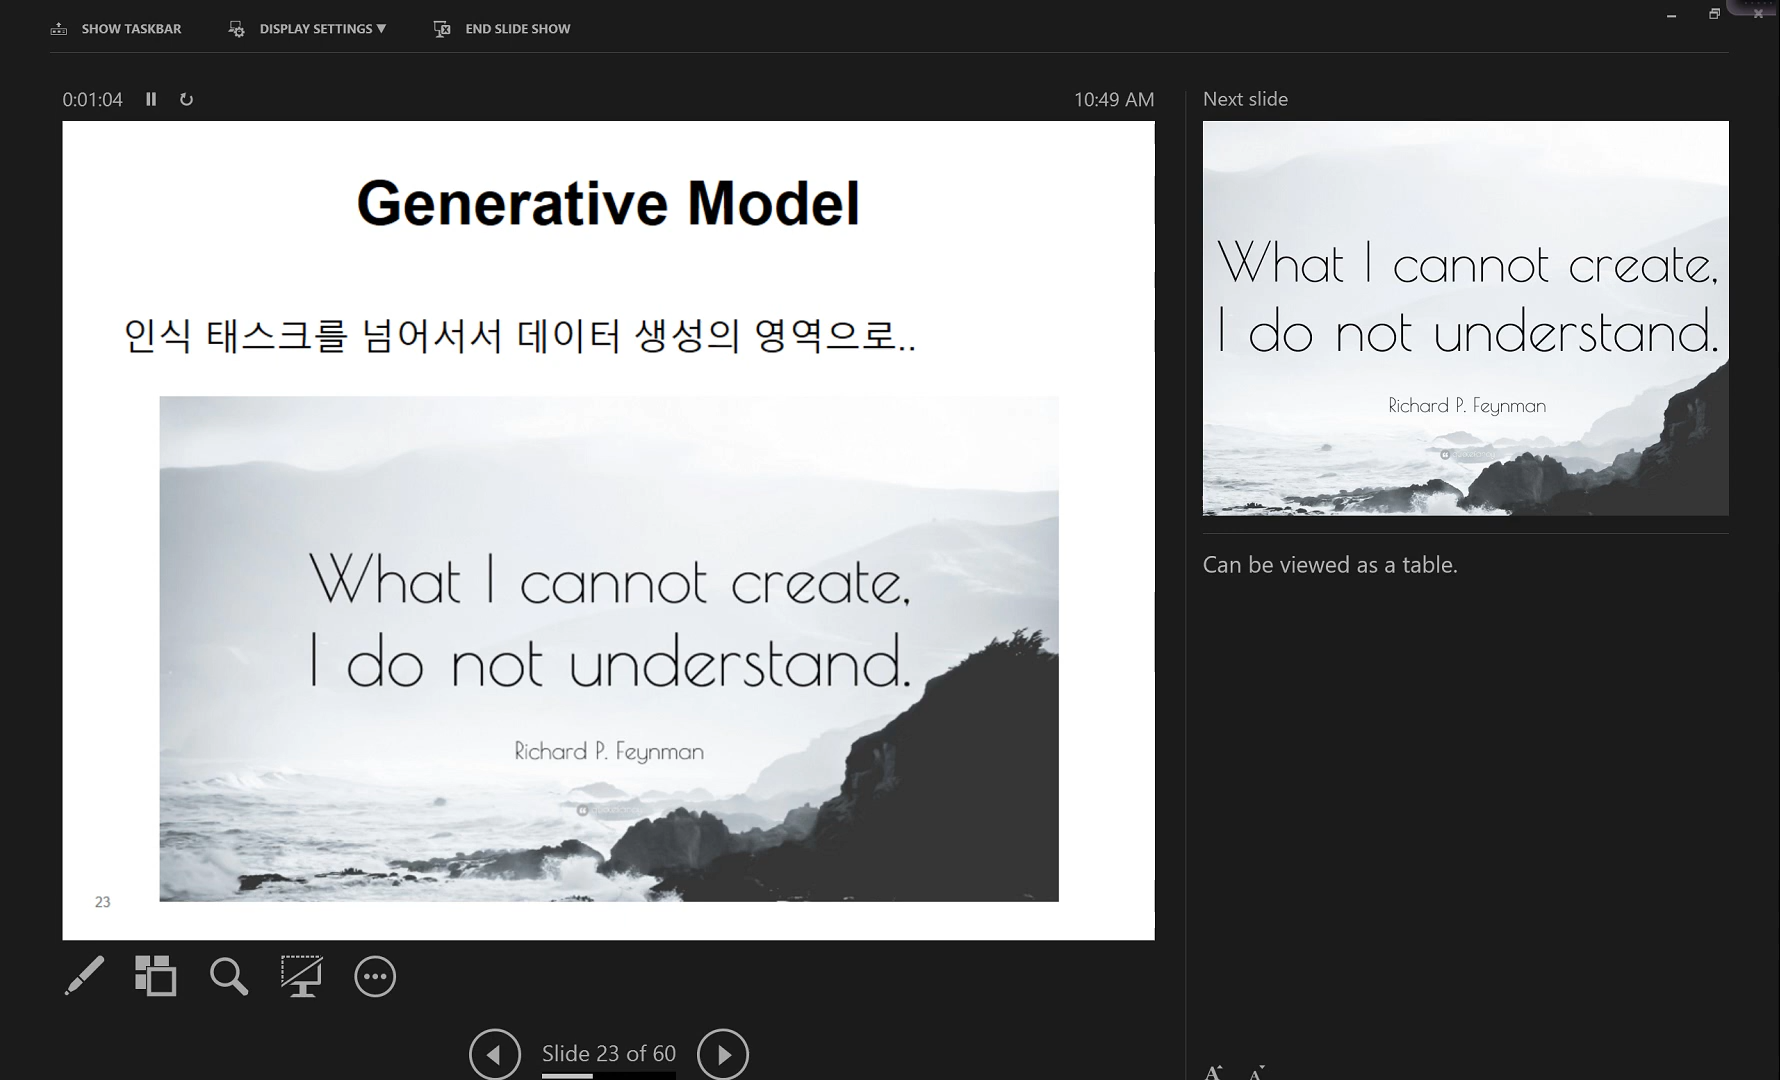 SHOW TASKBAR
DISPLAY SETTINGS ▼
END SLIDE SHOW
0:01:04
10:49 AM
Generative Model
인식 태스크를 넘어서서 데이터 생성의 영역으로..
What I cannot create,
I do not understand.
Richard P. Feynman
23
Slide 23 of 60
Next slide
What I cannot create,
I do not understand.
Richard P. Feynman
Can be viewed as a table.
A
A